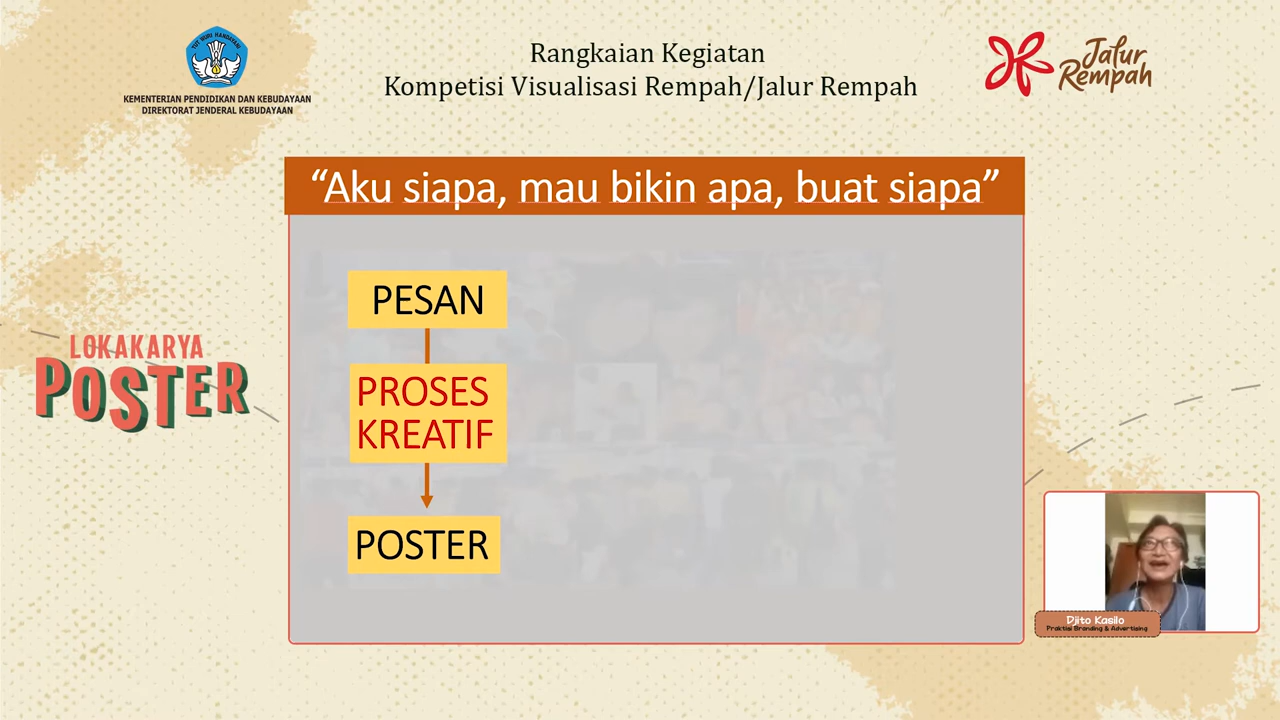 TUT WURI HANDAYANI
KEMENTERIAN PENDIDIKAN DAN KEBUDAYAAN
DIREKTORAT JENDERAL KEBUDAYAAN
Rangkaian Kegiatan
Kompetisi Visualisasi Rempah/Jalur Rempah
Jalur
Rempah
“Aku siapa, mau bikin apa, buat siapa”
PESAN
PROSES
KREATIF
POSTER
LOKAKARYA
POSTER
Djito Kasilo
Praktisi Branding & Advertising